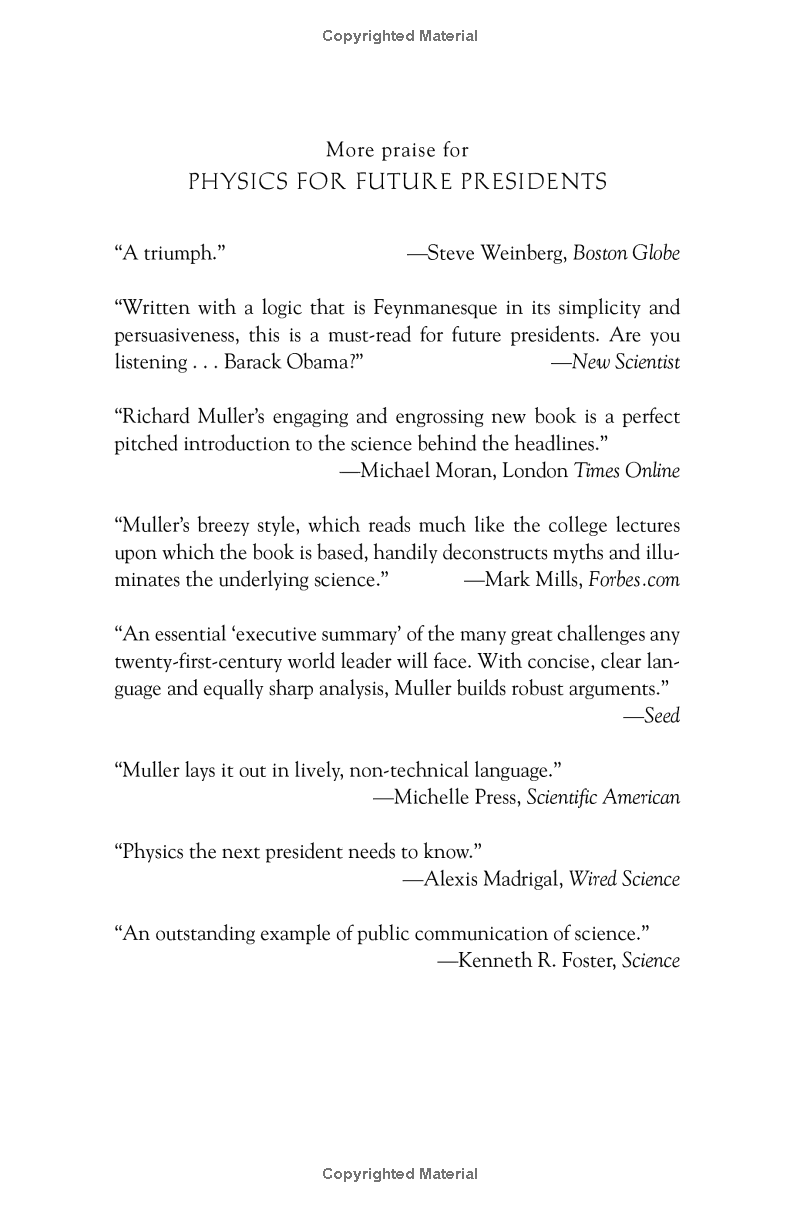 Copyrighted Material
More praise for
PHYSICS FOR FUTURE PRESIDENTS
“A triumph.” —Steve Weinberg, Boston Globe
“Written with a logic that is Feynmanesque in its simplicity and
persuasiveness, this is a must-read for future presidents. Are you
listening . . . Barack Obama?” —New Scientist
“Richard Muller’s engaging and engrossing new book is a perfect
pitched introduction to the science behind the headlines.”
—Michael Moran, London Times Online
“Muller’s breezy style, which reads much like the college lectures
upon which the book is based, handily deconstructs myths and illu-
minates the underlying science.” —Mark Mills, Forbes.com
“An essential ‘executive summary’ of the many great challenges any
twenty-first-century world leader will face. With concise, clear lan-
guage and equally sharp analysis, Muller builds robust arguments.”
—Seed
“Muller lays it out in lively, non-technical language.”
—Michelle Press, Scientific American
“Physics the next president needs to know.”
—Alexis Madrigal, Wired Science
“An outstanding example of public communication of science.”
—Kenneth R. Foster, Science
Copyrighted Material